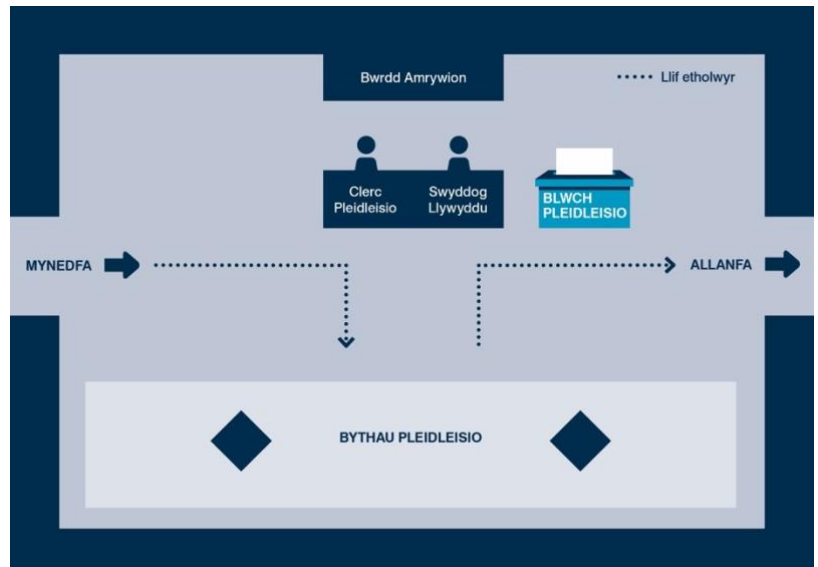 Bwrdd Amrywion
Llif etholwyr
Clerc
Pleidleisio
Swyddog
Llywyddu
BLWCH
PLEIDLEISIO
MYNEDFA
ALLANFA
BYTHAU PLEIDLEISIO